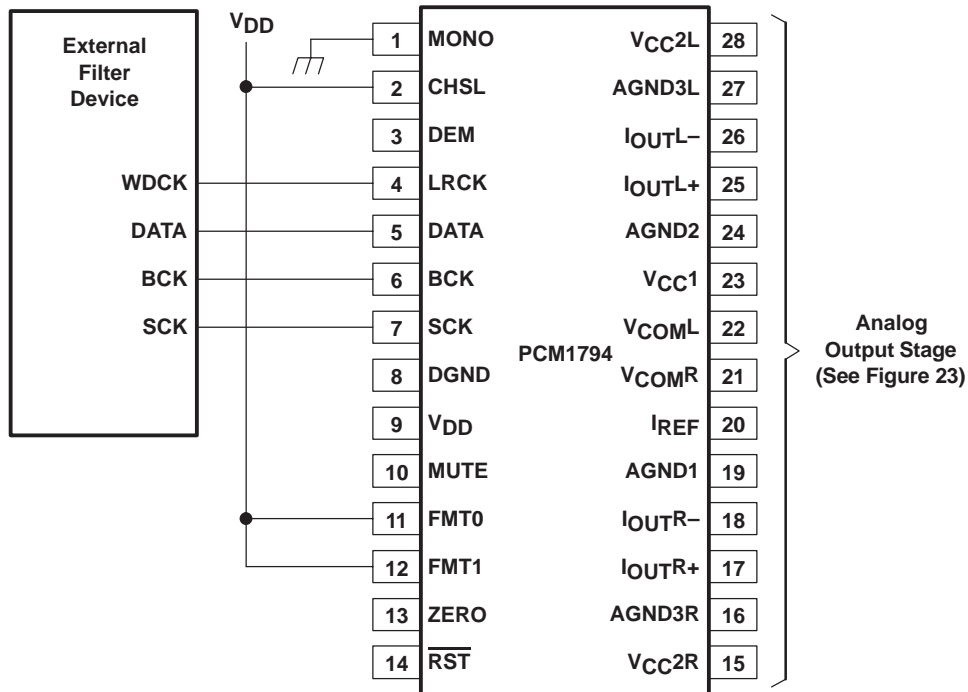 External
Filter
Device
WDCK
DATA
BCK
SCK
VDD
1 MONO
2 CHSL
3 DEM
4 LRCK
5 DATA
6 BCK
7 SCK
8 DGND
9 VDD
10 MUTE
11 FMT0
12 FMT1
13 ZERO
14 RST
PCM1794
VCC2L 28
AGND3L 27
IOUTL– 26
IOUTL+ 25
AGND2 24
VCC1 23
VCOML 22
VCOMR 21
IREF 20
AGND1 19
IOUTR– 18
IOUTR+ 17
AGND3R 16
VCC2R 15
Analog
Output Stage
(See Figure 23)